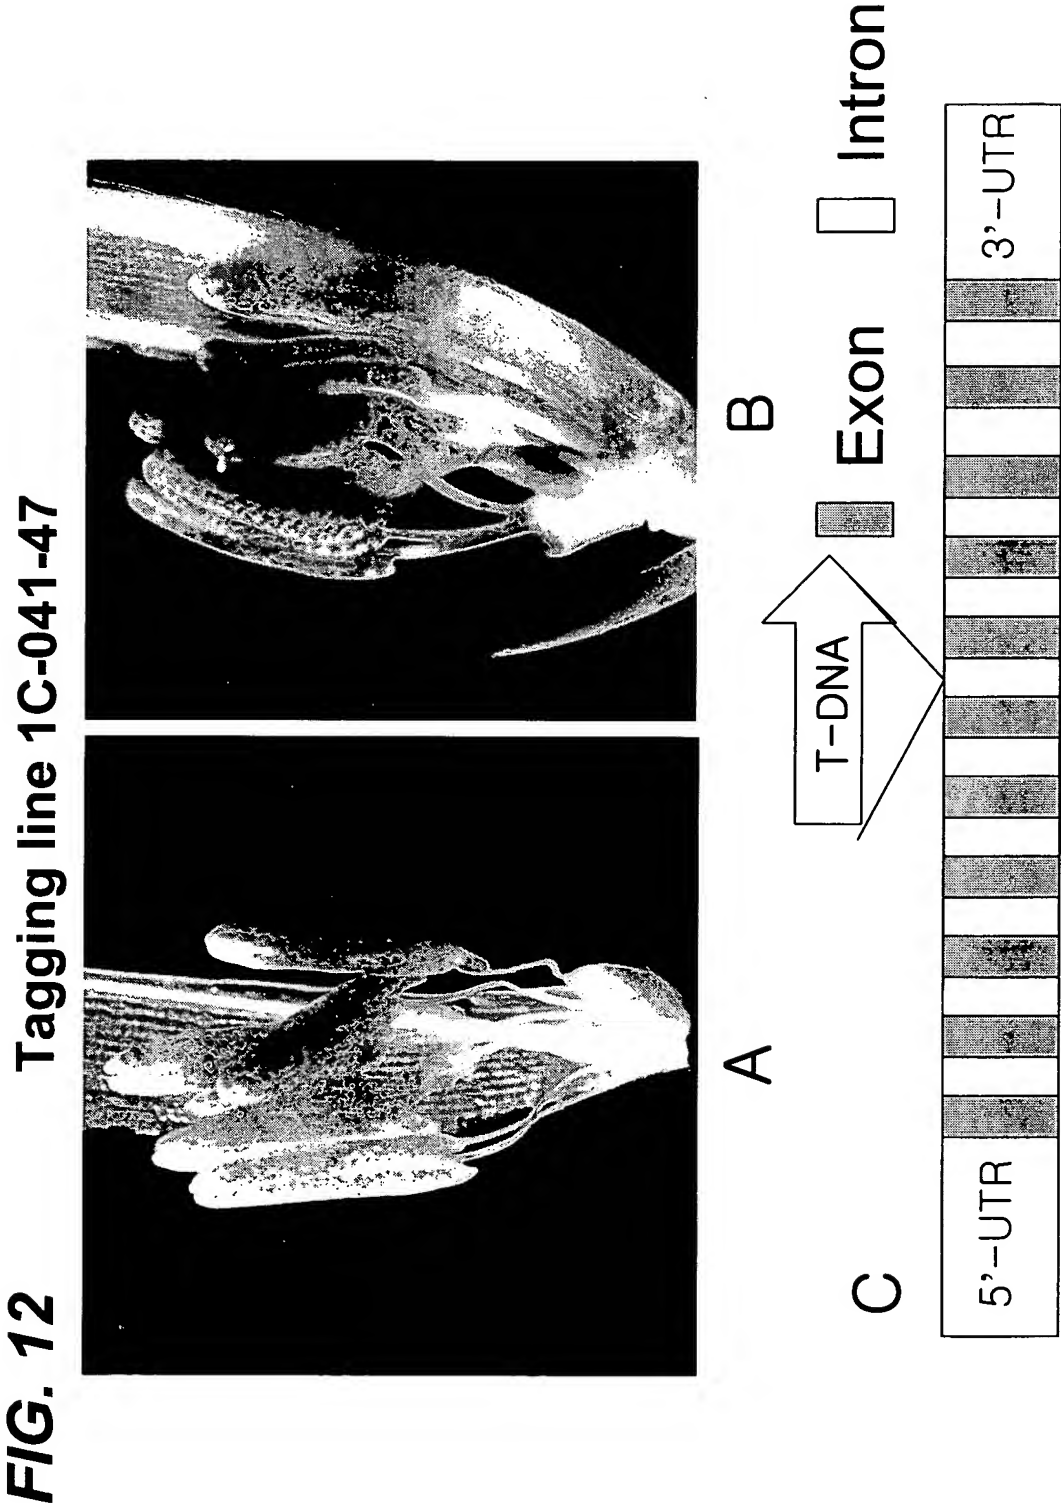 FIG. 12
Tagging line 1C-041-47
A
B
C
T-DNA
Exon
Intron
5'-UTR
3'-UTR